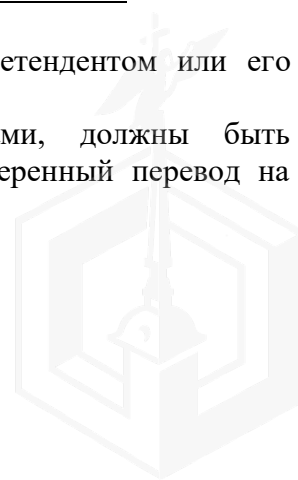 етендентом или его
ми, должны быть
еренный перевод на